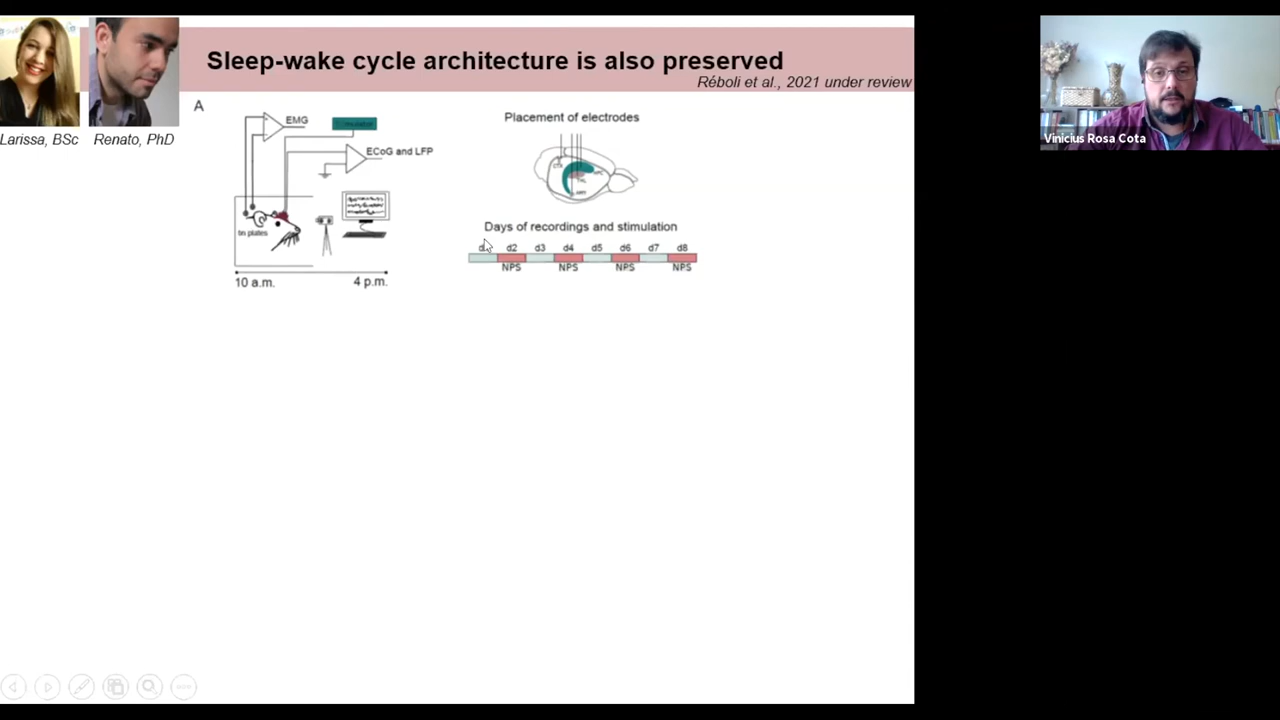 Sleep-wake cycle architecture is also preserved
Réboli et al., 2021 under review
Larissa, BSc
Renato, PhD
Vinicius Rosa Cota
A
EMG
ECoG and LFP
tin plates
10 a.m.
4 p.m.
Placement of electrodes
Days of recordings and stimulation
d2 d3 d4 d5 d6 d7 d8
NPS NPS NPS NPS